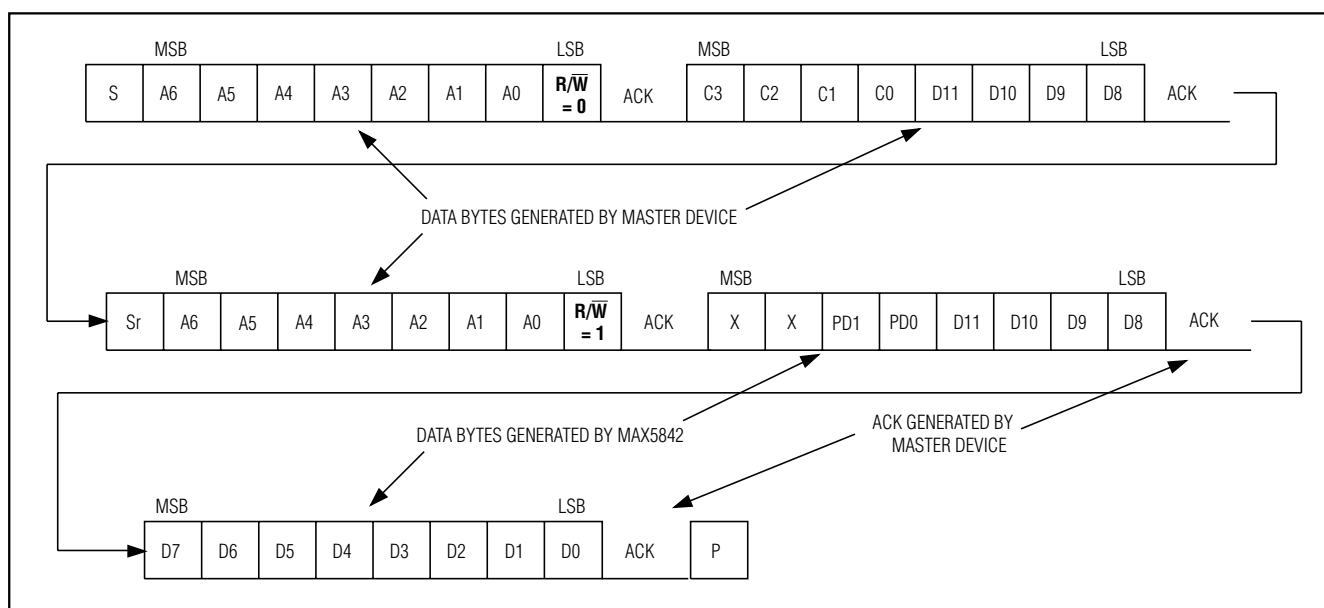 MSB LSB MSB LSB
S A6 A5 A4 A3 A2 A1 A0 R/W̅ = 0 ACK C3 C2 C1 C0 D11 D10 D9 D8 ACK
DATA BYTES GENERATED BY MASTER DEVICE
MSB LSB MSB LSB
Sr A6 A5 A4 A3 A2 A1 A0 R/W̅ = 1 ACK X X PD1 PD0 D11 D10 D9 D8 ACK
DATA BYTES GENERATED BY MAX5842
ACK GENERATED BY
MASTER DEVICE
MSB LSB
D7 D6 D5 D4 D3 D2 D1 D0 ACK P